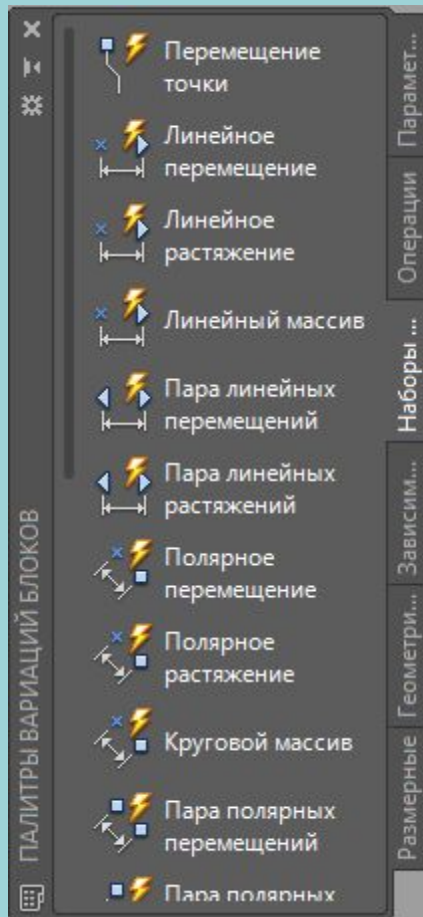 Перемещение
точки
Линейное
перемещение
Линейное
растяжение
Линейный массив
Пара линейных
перемещений
Пара линейных
растяжений
Полярное
перемещение
Полярное
растяжение
Круговой массив
Пара полярных
перемещений
Пара полярных
Парамет...
Операции
Наборы ...
Зависим...
Геометри...
Размерные
ПАЛИТРЫ ВАРИАЦИЙ БЛОКОВ